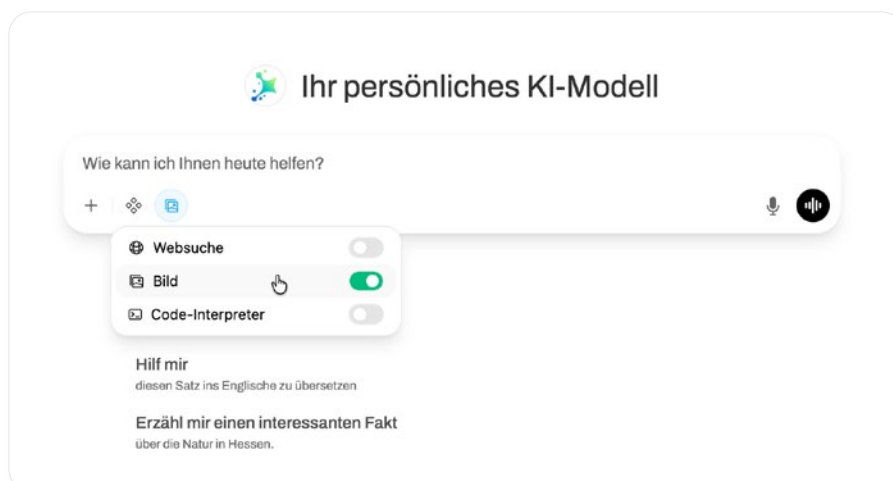 Ihr persönliches KI-Modell
Wie kann ich Ihnen heute helfen?
Websuche
Bild
Code-Interpreter
Hilf mir
diesen Satz ins Englische zu übersetzen
Erzähl mir einen interessanten Fakt
über die Natur in Hessen.